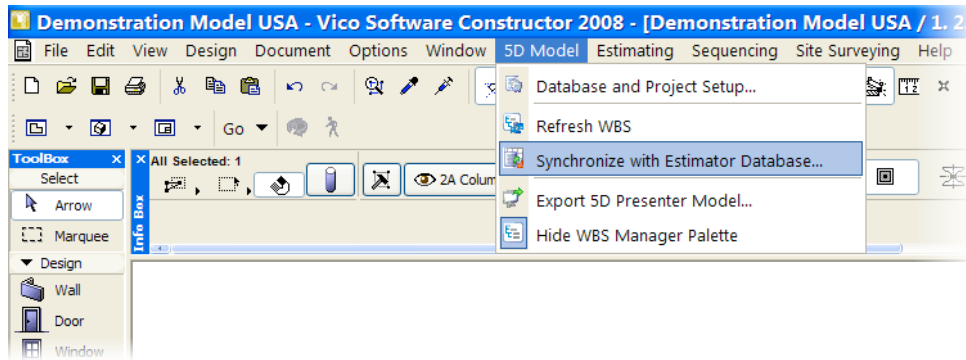 Demonstration Model USA - Vico Software Constructor 2008 - [Demonstration Model USA / 1. 2
File Edit View Design Document Options Window 5D Model Estimating Sequencing Site Surveying Help
Database and Project Setup...
Go
Refresh WBS
ToolBox
All Selected: 1
Synchronize with Estimator Database...
Select
2A Colum
Arrow
Export 5D Presenter Model...
Info Box
Marquee
Hide WBS Manager Palette
Design
Wall
Door
Window